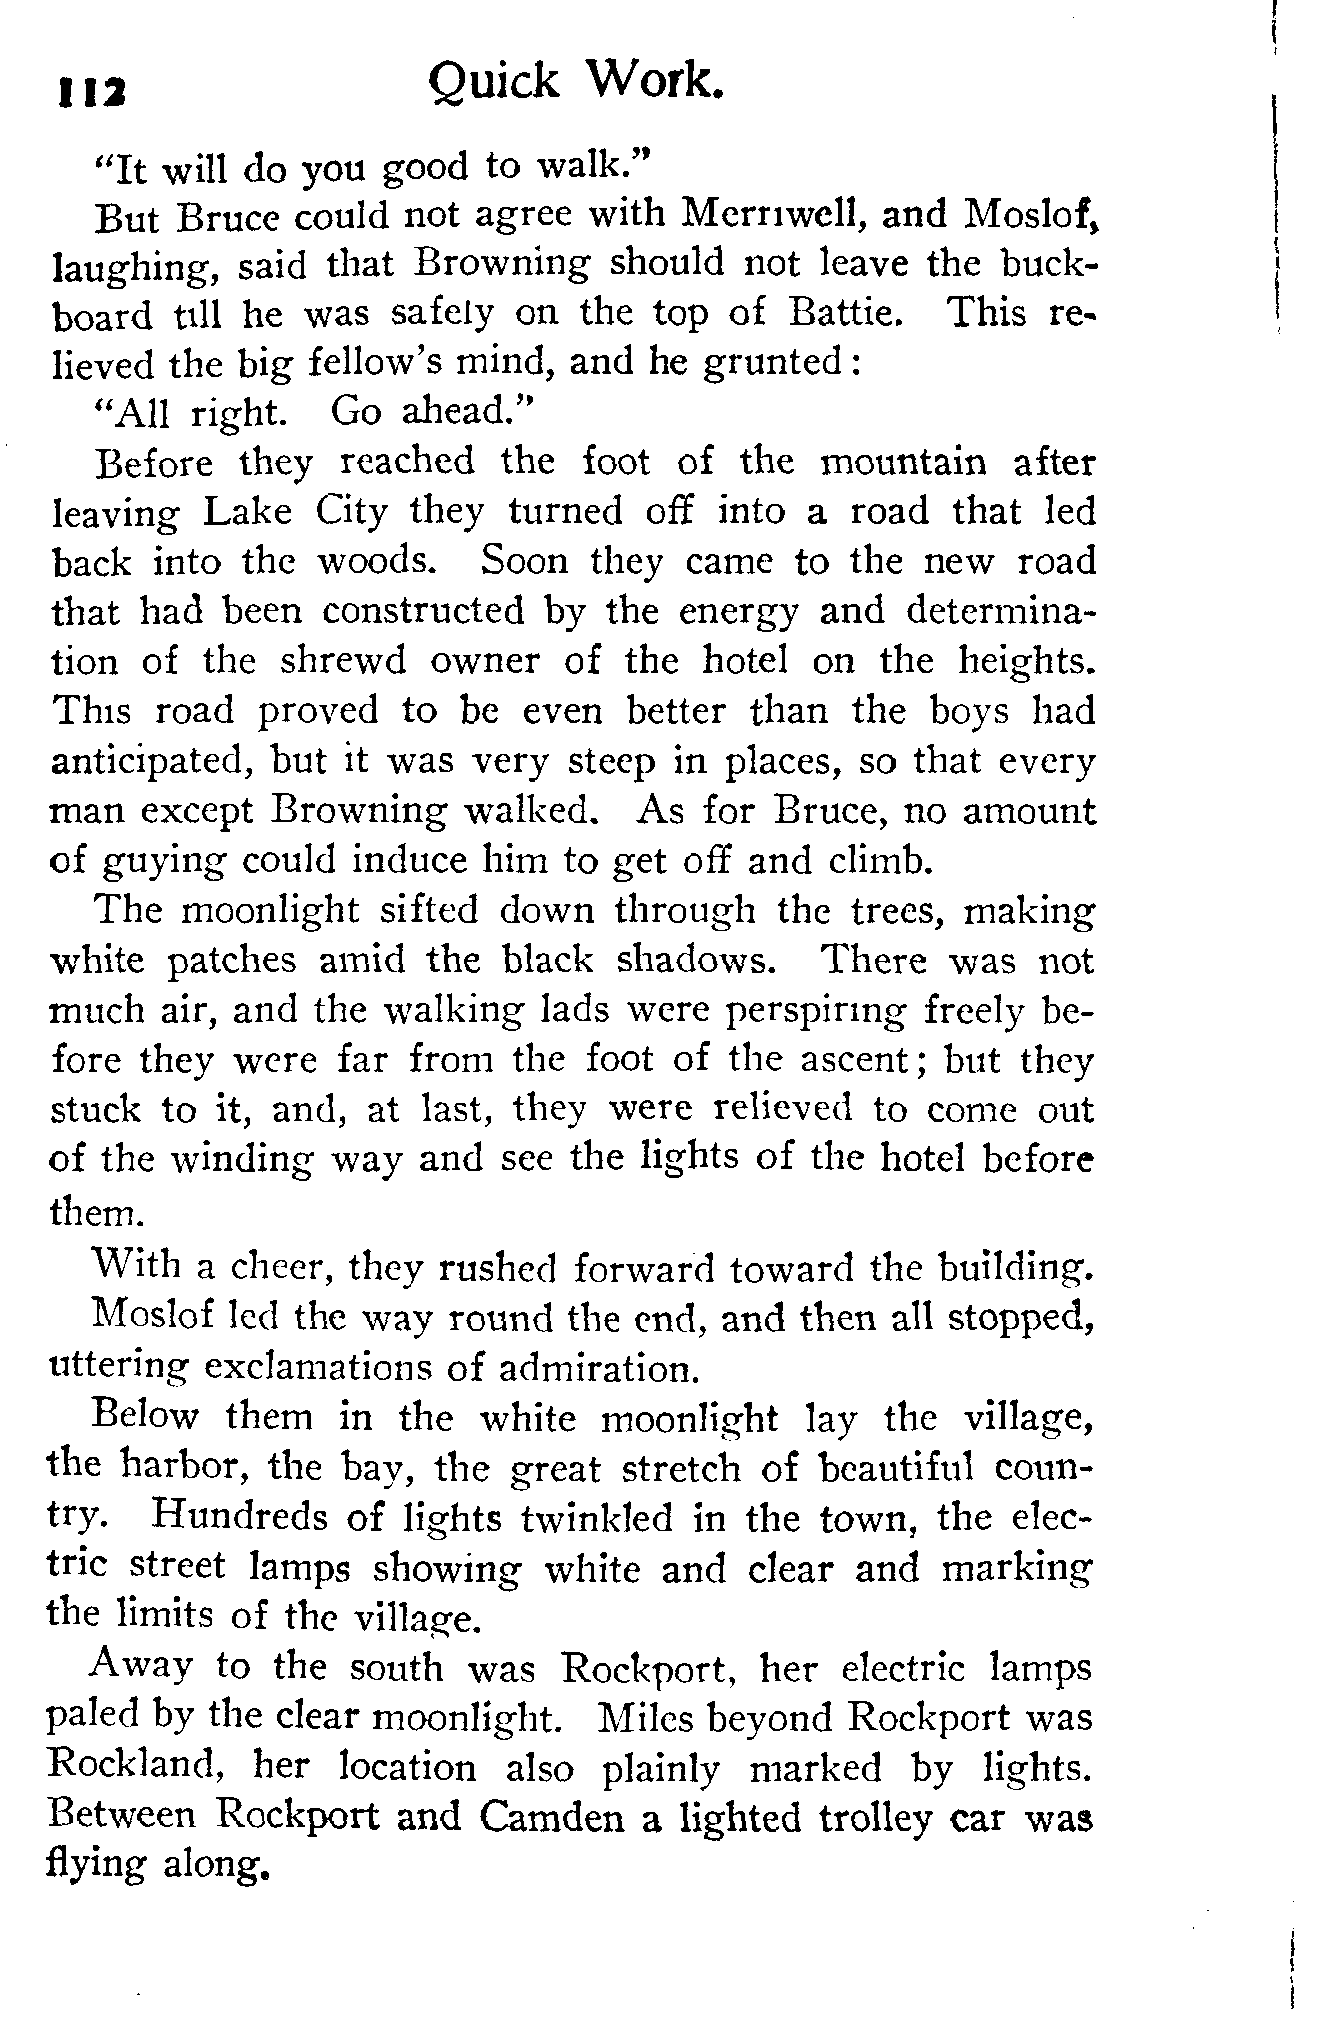 112 Quick Work.
"It will do you good to walk."
But Bruce could not agree with Merriwell, and Moslof,
laughing, said that Browning should not leave the buck-
board till he was safely on the top of Battie. This re-
lieved the big fellow's mind, and he grunted:
"All right. Go ahead."
Before they reached the foot of the mountain after
leaving Lake City they turned off into a road that led
back into the woods. Soon they came to the new road
that had been constructed by the energy and determina-
tion of the shrewd owner of the hotel on the heights.
This road proved to be even better than the boys had
anticipated, but it was very steep in places, so that every
man except Browning walked. As for Bruce, no amount
of guying could induce him to get off and climb.
The moonlight sifted down through the trees, making
white patches amid the black shadows. There was not
much air, and the walking lads were perspiring freely be-
fore they were far from the foot of the ascent; but they
stuck to it, and, at last, they were relieved to come out
of the winding way and see the lights of the hotel before
them.
With a cheer, they rushed forward toward the building.
Moslof led the way round the end, and then all stopped,
uttering exclamations of admiration.
Below them in the white moonlight lay the village,
the harbor, the bay, the great stretch of beautiful coun-
try. Hundreds of lights twinkled in the town, the elec-
tric street lamps showing white and clear and marking
the limits of the village.
Away to the south was Rockport, her electric lamps
paled by the clear moonlight. Miles beyond Rockport was
Rockland, her location also plainly marked by lights.
Between Rockport and Camden a lighted trolley car was
flying along.